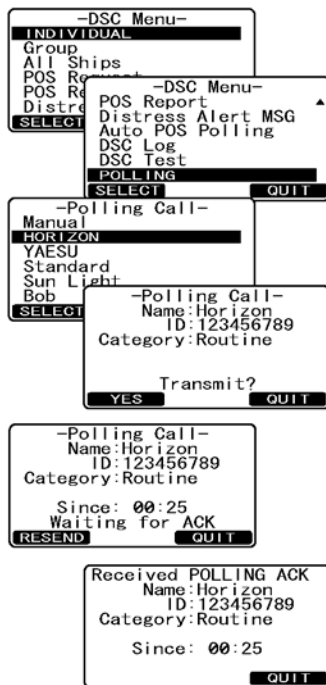 -DSC Menu-
INDIVIDUAL
Group
All Ships
POS
POS Re
Distre
SELECT
-DSC Menu-
POS Report
Distress Alert MSG
Auto POS Polling
DSC Log
DSC Test
POLLING
SELECT QUIT
-Polling Call-
Manual
HORIZON
YAESU
Standard
Sun Light
Bob
SELECT
-Polling Call-
Name:Horizon
ID:123456789
Category:Routine
Transmit?
YES QUIT
-Polling Call-
Name:Horizon
ID:123456789
Category:Routine
Since: 00:25
Waiting for ACK
RESEND QUIT
Received POLLING ACK
Name:Horizon
ID:123456789
Category:Routine
Since: 00:25
QUIT